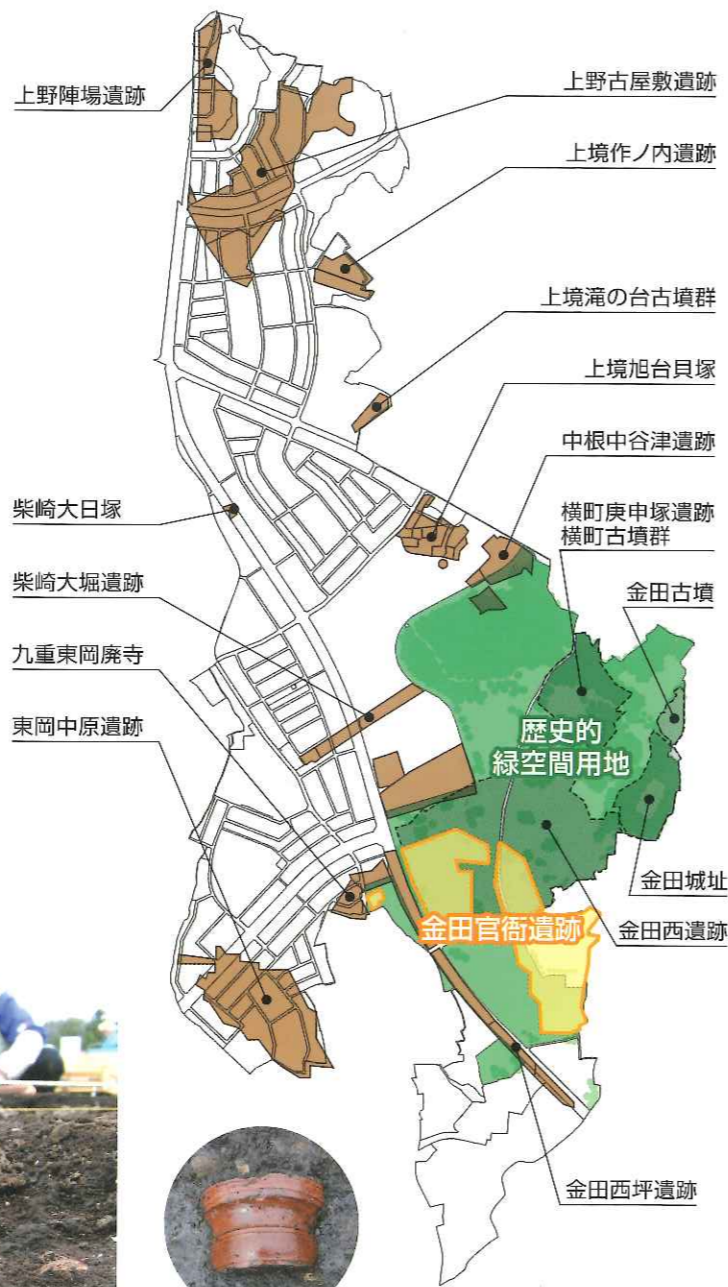 上野陣場遺跡
上野古屋敷遺跡
上境作ノ内遺跡
上境滝の台古墳群
上境旭台貝塚
中根中谷津遺跡
横町庚申塚遺跡
横町古墳群
金田古墳
柴崎大日塚
柴崎大堀遺跡
九重東岡廃寺
東岡中原遺跡
歴史的
緑空間用地
金田城址
金田官衙遺跡
金田西遺跡
金田西坪遺跡